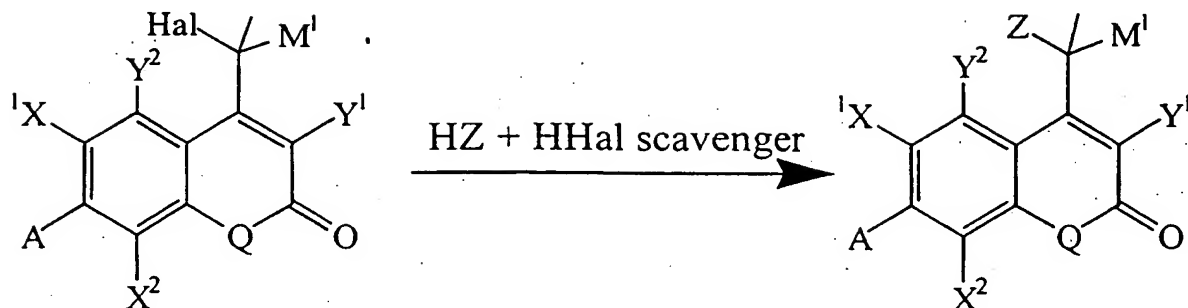 Hal
M¹
Y²
¹X
Y¹
A
Q
O
X²
HZ + HHal scavenger
Z
M¹
Y²
¹X
Y¹
A
Q
O
X²